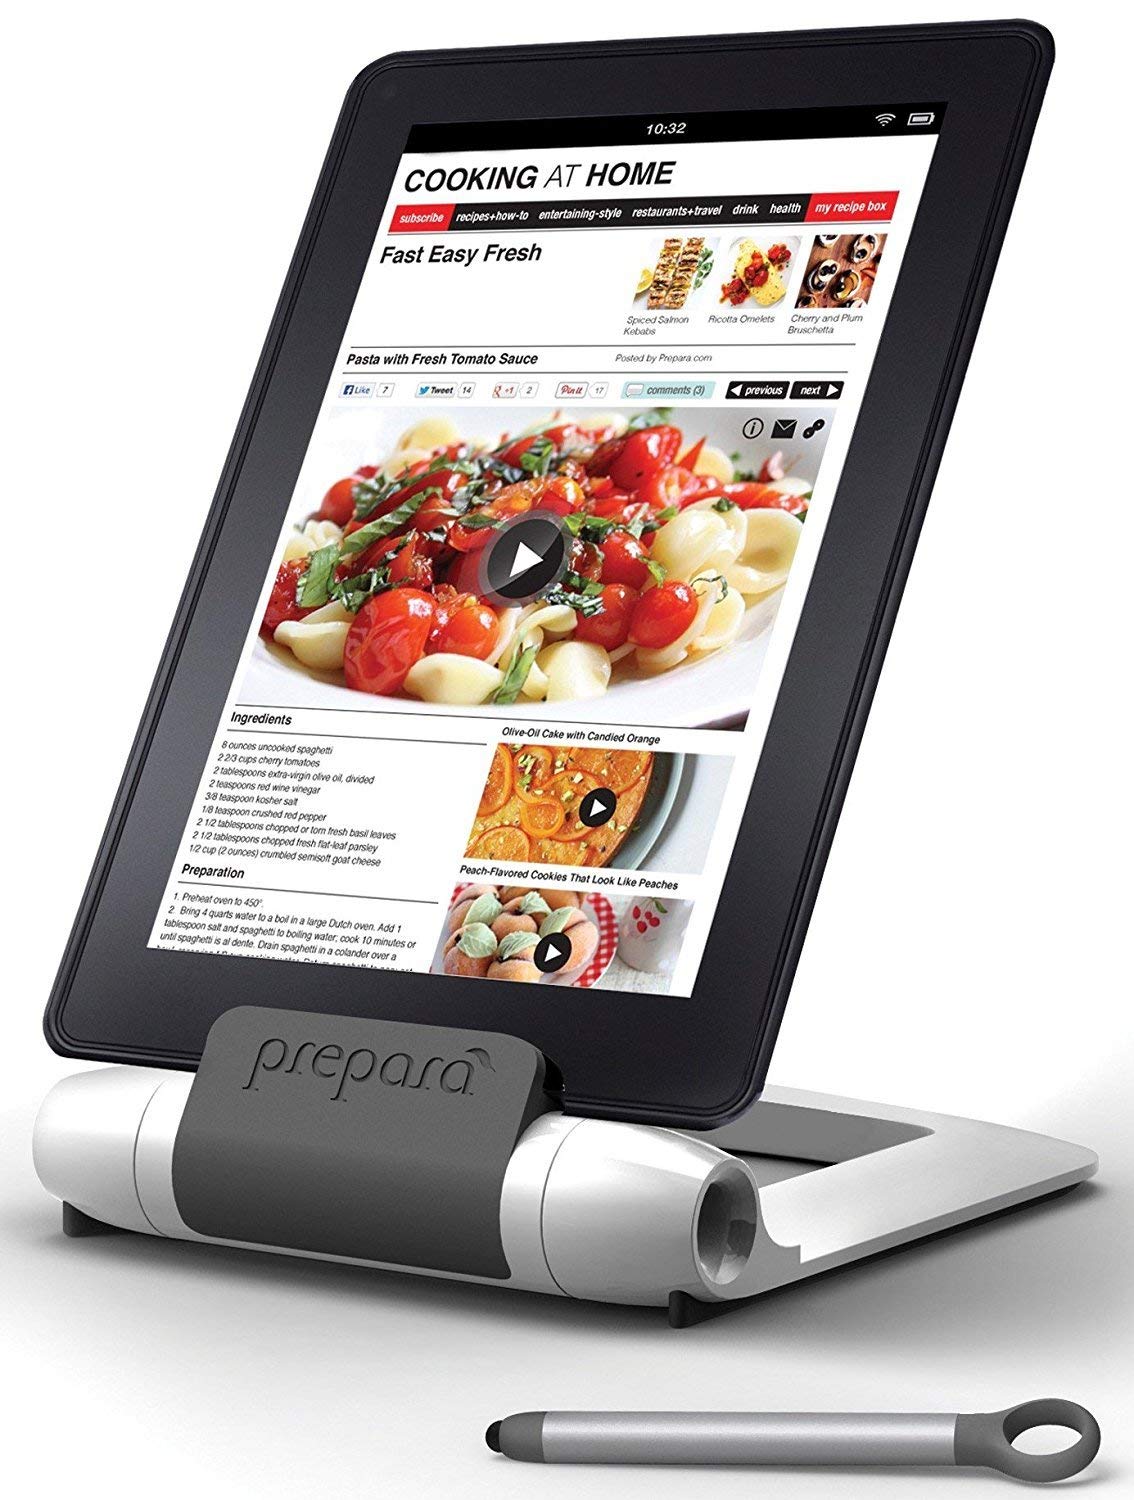 10:32
COOKING AT HOME
subscribe recipes+how-to entertaining-style restaurants+travel drink health my recipe box
Fast Easy Fresh
Spiced Salmon
Kebabs
Ricotta Omelets
Cherry and Plum
Bruschetta
Pasta with Fresh Tomato Sauce
Posted by Prepara.com
Like 7
Tweet 14
+1 2
Pin it 17
comments (3)
previous
next
Ingredients
8 ounces uncooked spaghetti
2 2/3 cups cherry tomatoes
2 tablespoons extra-virgin olive oil, divided
2 teaspoons red wine vinegar
3/8 teaspoon kosher salt
1/8 teaspoon crushed red pepper
2 1/2 tablespoons chopped or torn fresh basil leaves
2 1/2 tablespoons chopped fresh flat-leaf parsley
1/2 cup (2 ounces) crumbled semisoft goat cheese
Olive-Oil Cake with Candied Orange
Peach-Flavored Cookies That Look Like Peaches
Preparation
1. Preheat oven to 450°.
2. Bring 4 quarts water to a boil in a large Dutch oven. Add 1
tablespoon salt and spaghetti to boiling water; cook 10 minutes or
until spaghetti is al dente. Drain spaghetti in a colander over a
prepara